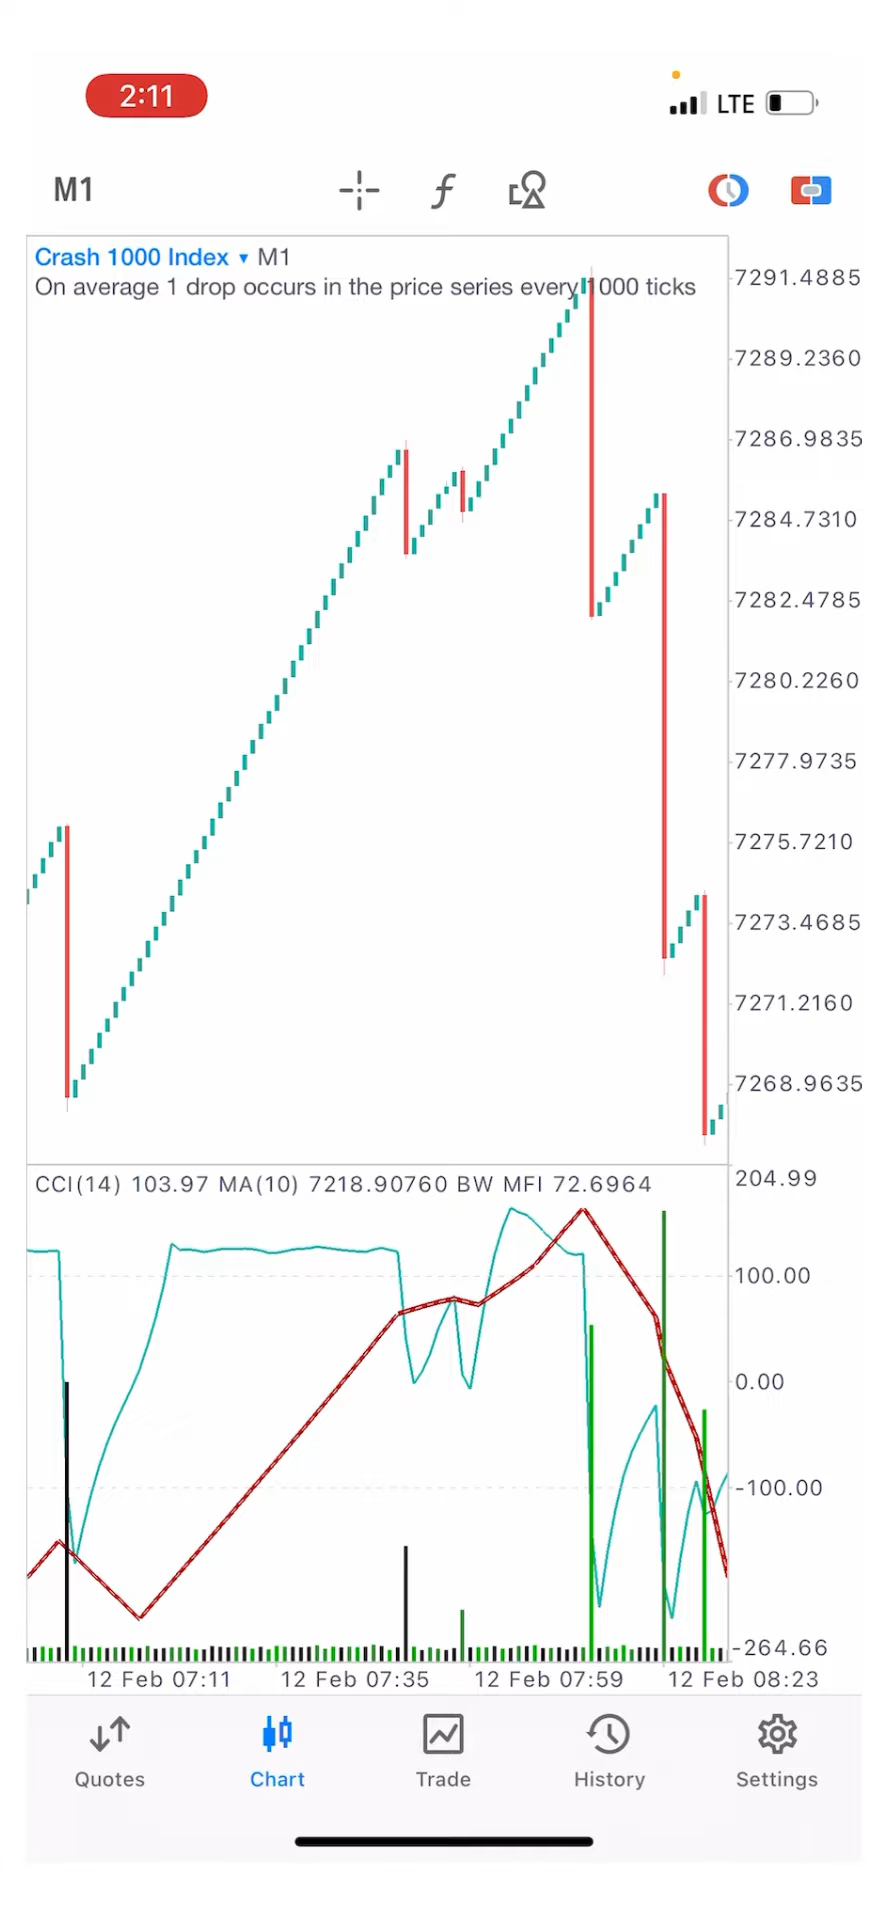 2:11
LTE
M1
Crash 1000 Index ▾ M1
On average 1 drop occurs in the price series every 1000 ticks
7291.4885
7289.2360
7286.9835
7284.7310
7282.4785
7280.2260
7277.9735
7275.7210
7273.4685
7271.2160
7268.9635
CCI(14) 103.97 MA(10) 7218.90760 BW MFI 72.6964
204.99
100.00
0.00
-100.00
-264.66
12 Feb 07:11 12 Feb 07:35 12 Feb 07:59 12 Feb 08:23
Quotes Chart Trade History Settings